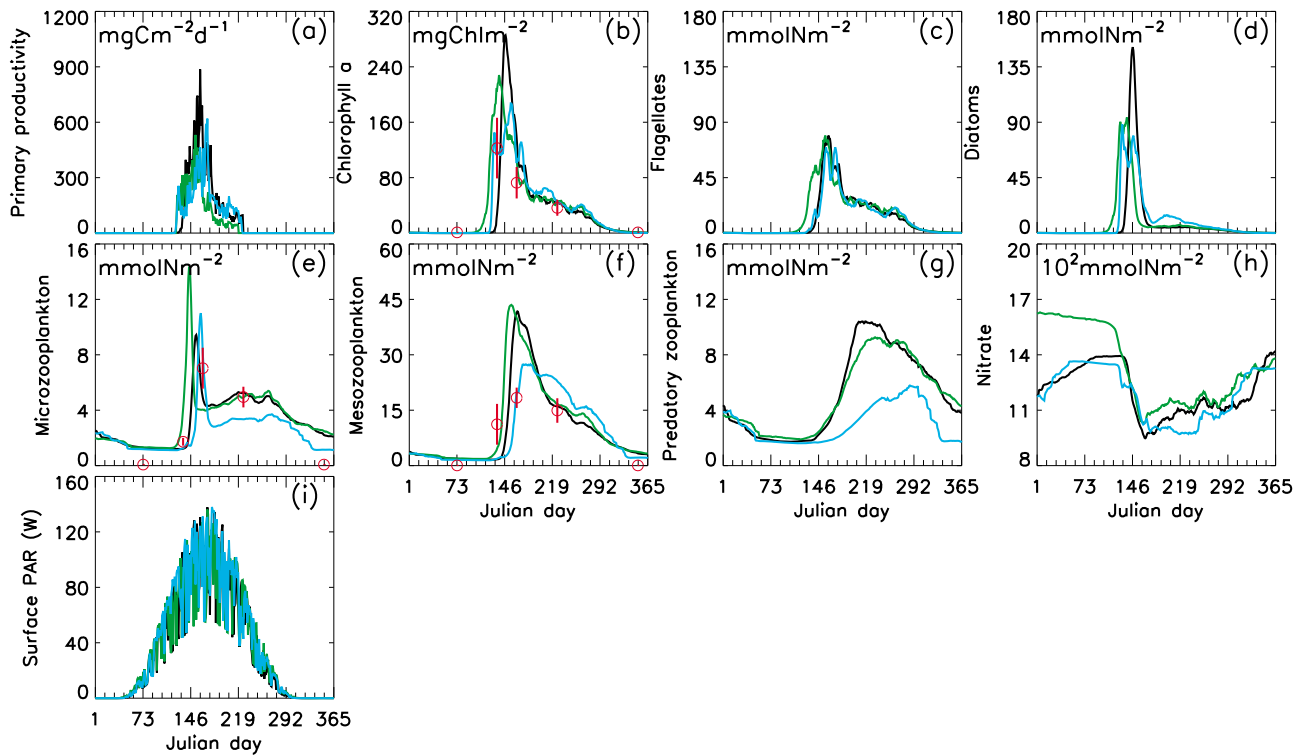 1200 mgCm⁻²d⁻¹ (a)
900
600
300
0
Primary productivity
320 mgChlm⁻² (b)
240
160
80
0
Chlorophyll a
180 mmolNm⁻² (c)
135
90
45
0
Flagellates
180 mmolNm⁻² (d)
135
90
45
0
Diatoms
16 mmolNm⁻² (e)
12
8
4
0
Microzooplankton
60 mmolNm⁻² (f)
45
30
15
0
Mesozooplankton
1 73 146 219 292 365
Julian day
16 mmolNm⁻² (g)
12
8
4
0
Predatory zooplankton
1 73 146 219 292 365
Julian day
20 10²mmolNm⁻² (h)
17
14
11
8
Nitrate
1 73 146 219 292 365
Julian day
160 (i)
120
80
40
0
Surface PAR (W)
1 73 146 219 292 365
Julian day